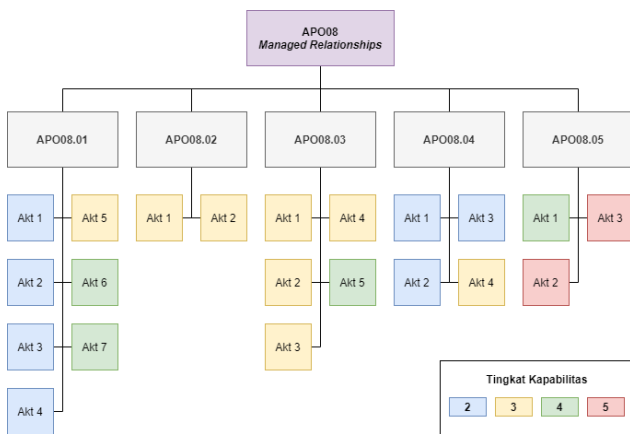 APO08
Managed Relationships
APO08.01
APO08.02
APO08.03
APO08.04
APO08.05
Akt 1
Akt 5
Akt 1
Akt 2
Akt 1
Akt 4
Akt 1
Akt 3
Akt 1
Akt 3
Akt 2
Akt 6
Akt 2
Akt 5
Akt 2
Akt 4
Akt 2
Akt 3
Akt 7
Akt 3
Akt 4
Tingkat Kapabilitas
2
3
4
5